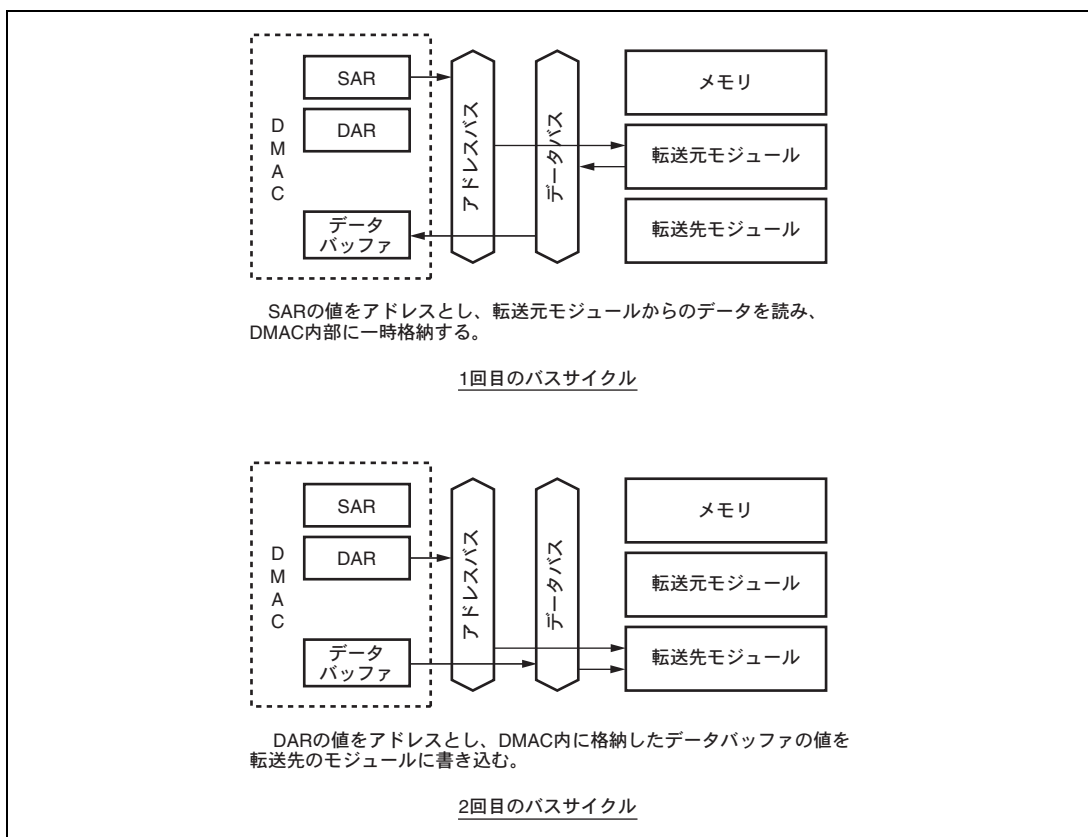 SAR
DAR
DMAC
データ
バッファ
アドレスバス
データバス
メモリ
転送元モジュール
転送先モジュール
SARの値をアドレスとし、転送元モジュールからのデータを読み、
DMAC内部に一時格納する。
1回目のバスサイクル
SAR
DAR
DMAC
データ
バッファ
アドレスバス
データバス
メモリ
転送元モジュール
転送先モジュール
DARの値をアドレスとし、DMAC内に格納したデータバッファの値を
転送先のモジュールに書き込む。
2回目のバスサイクル